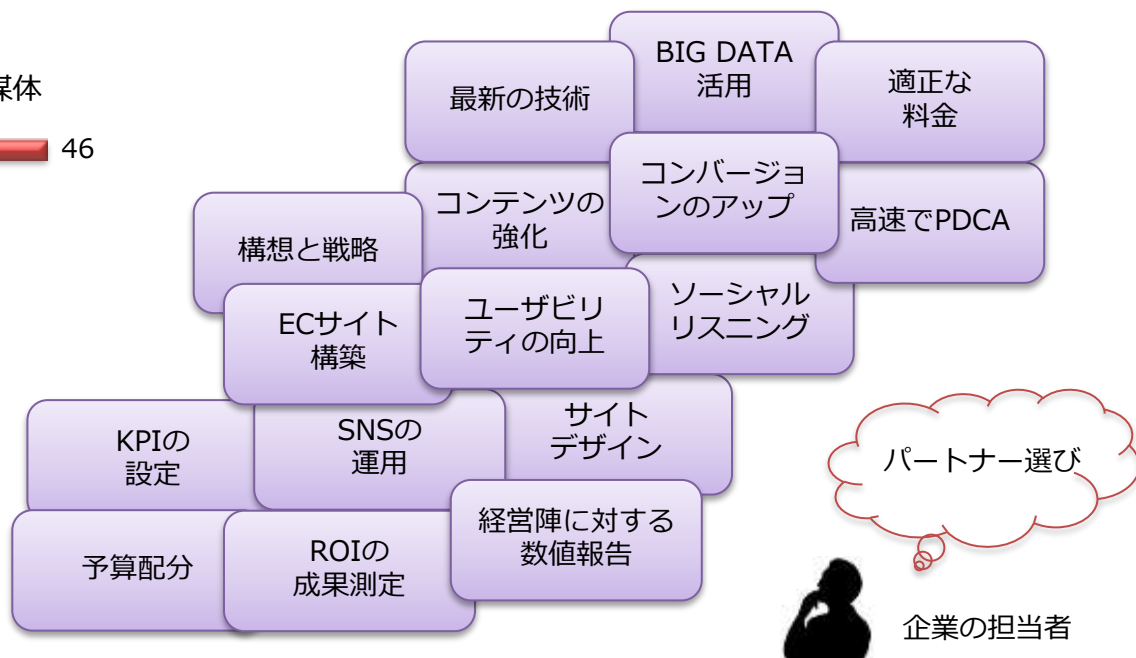 BIG DATA
活用
最新の技術
適正な
料金
媒体
46
コンバージョ
ンのアップ
コンテンツの
強化
高速でPDCA
構想と戦略
ユーザビリ
ティの向上
ソーシャル
リスニング
ECサイト
構築
サイト
デザイン
SNSの
運用
KPIの
設定
パートナー選び
経営陣に対する
数値報告
ROIの
成果測定
予算配分
企業の担当者